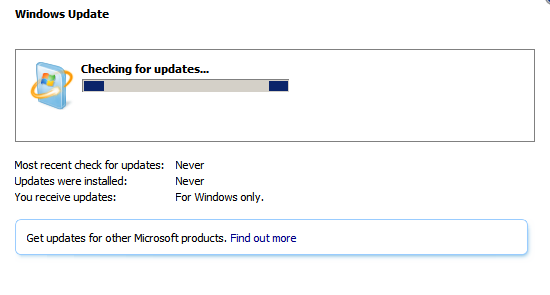 Windows Update
Checking for updates...
Most recent check for updates: Never
Updates were installed: Never
You receive updates: For Windows only.
Get updates for other Microsoft products. Find out more